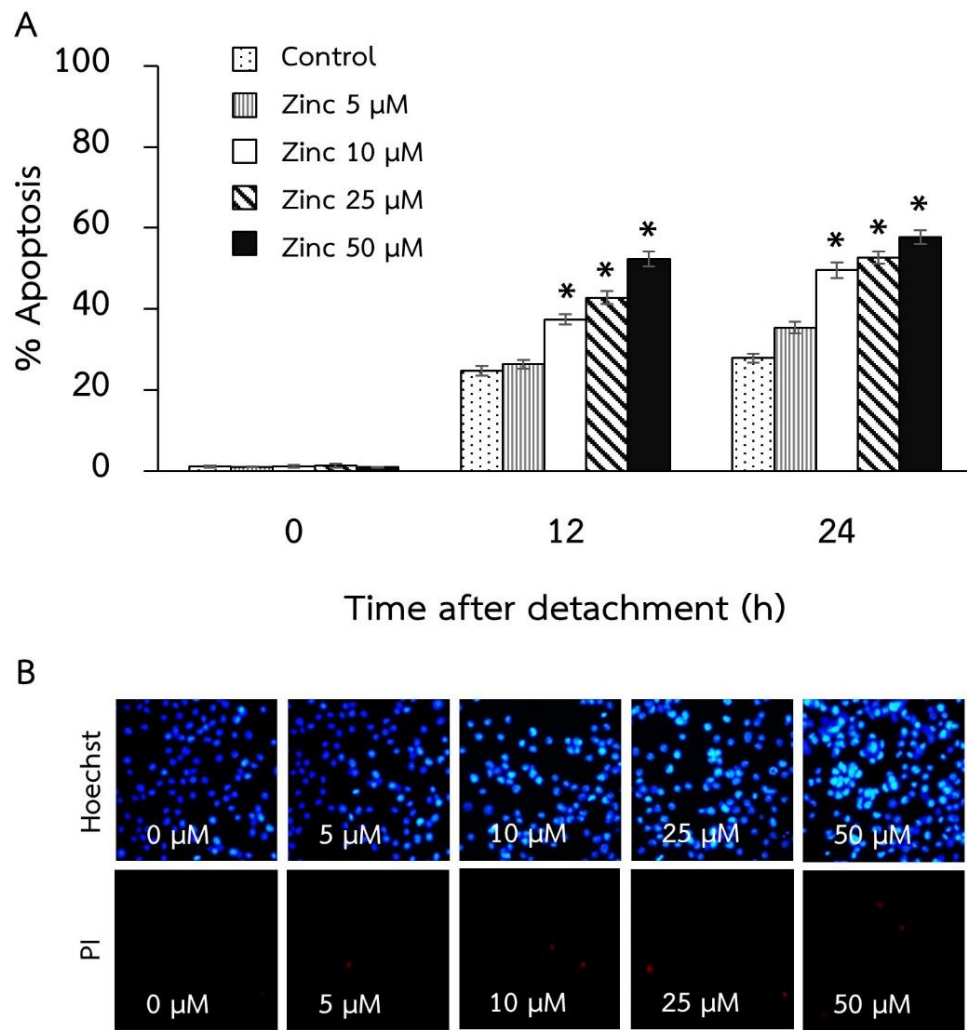 A
% Apoptosis
100
80
60
40
20
0
Control
Zinc 5 µM
Zinc 10 µM
Zinc 25 µM
Zinc 50 µM
* * *
* * *
0 12 24
Time after detachment (h)
B
Hoechst
0 µM 5 µM 10 µM 25 µM 50 µM
PI
0 µM 5 µM 10 µM 25 µM 50 µM